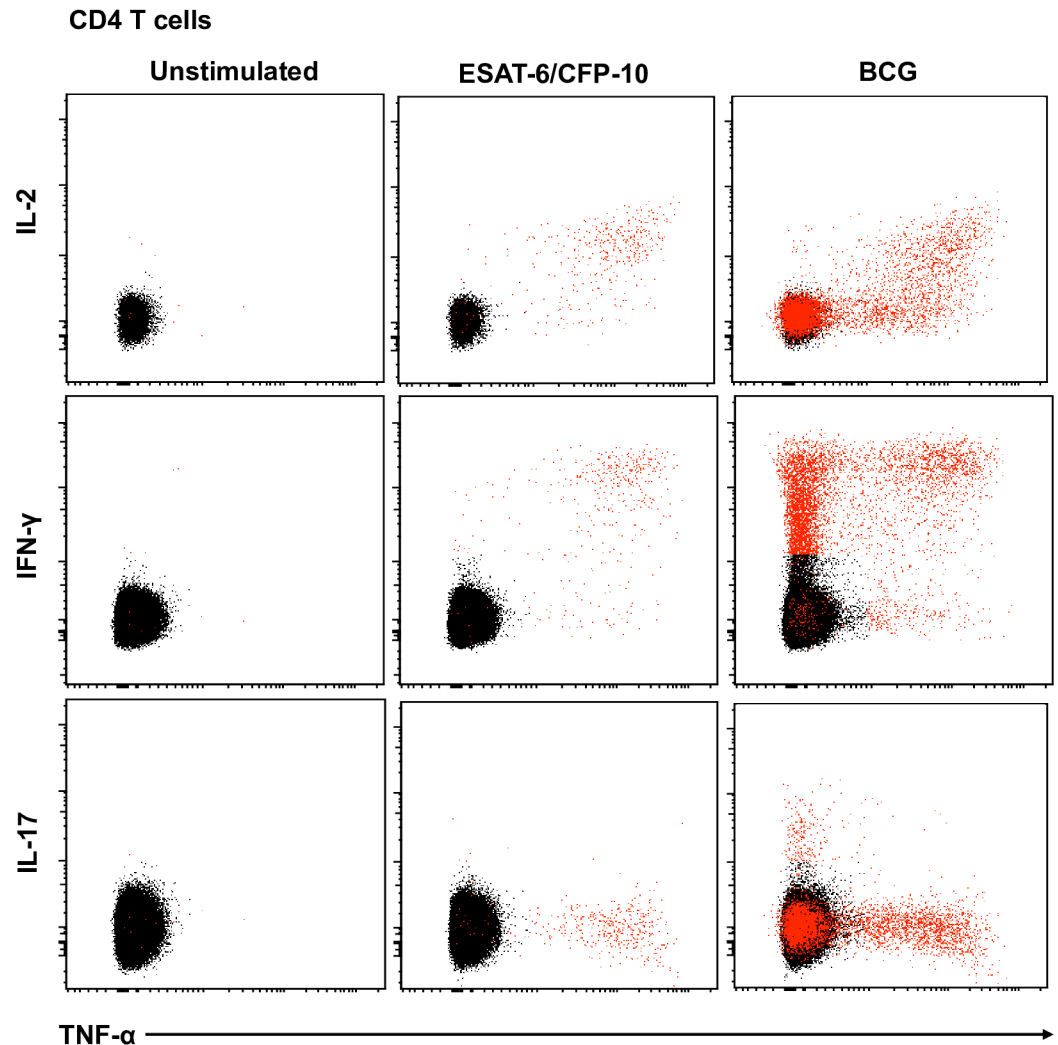 CD4 T cells
Unstimulated
ESAT-6/CFP-10
BCG
IL-2
IFN-γ
IL-17
TNF-α